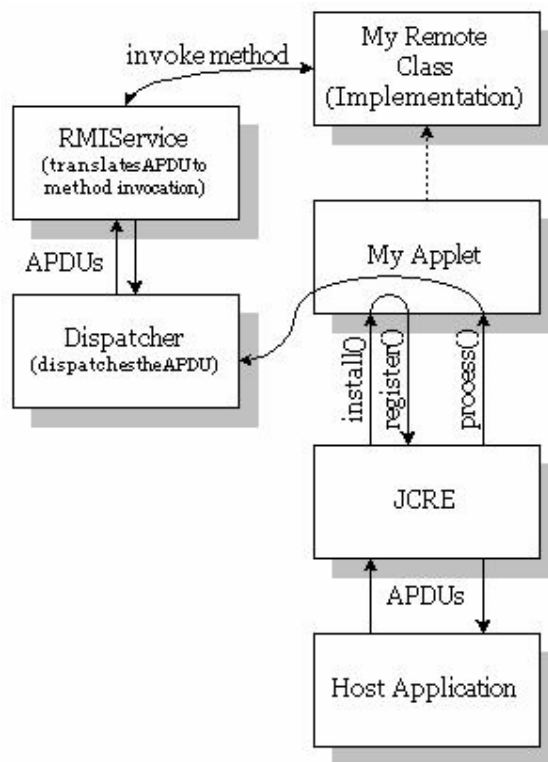 invoke method
My Remote
Class
(Implementation)
RMIService
(translatesAPDUto
method invocation)
APDUs
My Applet
Dispatcher
(dispatchestheAPDU)
install()
register()
process()
JCRE
APDUs
Host Application